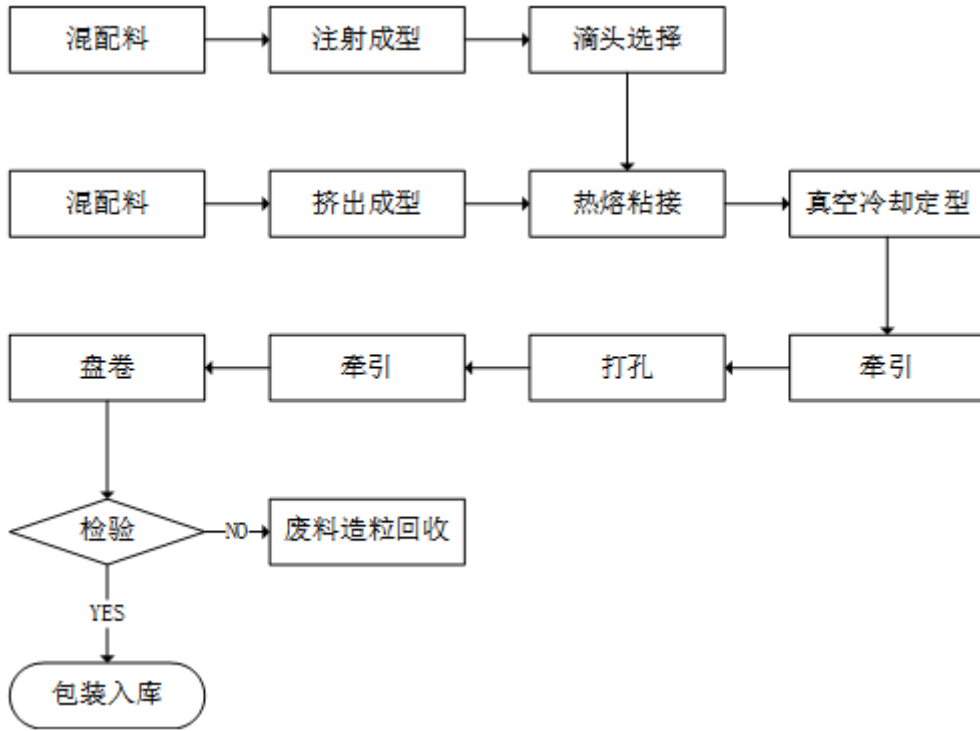 混配料
注射成型
滴头选择
混配料
挤出成型
热熔粘接
真空冷却定型
盘卷
牵引
打孔
牵引
检验
NO
废料造粒回收
YES
包装入库